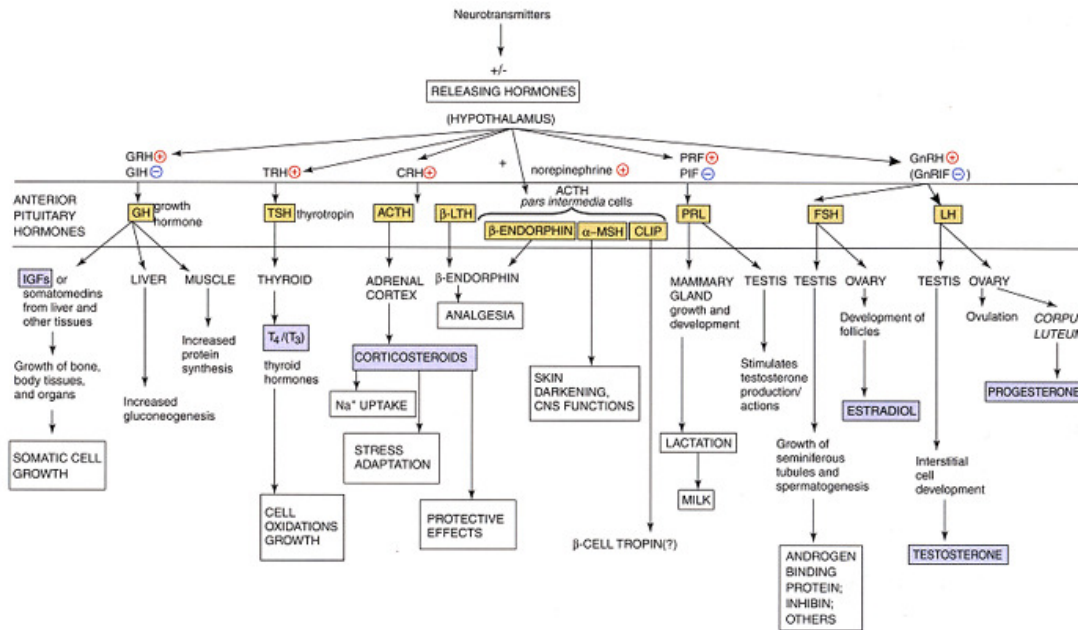 Neurotransmitters
+/-
RELEASING HORMONES
(HYPOTHALAMUS)
GRH +
GIH −
TRH +
CRH +
+
norepinephrine +
PRF +
PIF −
GnRH +
(GnRIF −)
ANTERIOR
PITUITARY
HORMONES
GH growth
hormone
TSH thyrotropin
ACTH
β-LTH
ACTH
pars intermedia cells
β-ENDORPHIN
α-MSH
CLIP
PRL
FSH
LH
IGFs or
somatomedins
from liver and
other tissues
Growth of bone,
body tissues,
and organs
SOMATIC CELL
GROWTH
LIVER
Increased
gluconeogenesis
MUSCLE
Increased
protein
synthesis
THYROID
T4/(T3)
thyroid
hormones
CELL
OXIDATIONS
GROWTH
ADRENAL
CORTEX
CORTICOSTEROIDS
Na+ UPTAKE
STRESS
ADAPTATION
PROTECTIVE
EFFECTS
β-ENDORPHIN
ANALGESIA
SKIN
DARKENING,
CNS FUNCTIONS
β-CELL TROPIN(?)
MAMMARY
GLAND
growth and
development
LACTATION
MILK
TESTIS
Stimulates
testosterone
production/
actions
TESTIS
Growth of
seminiferous
tubules and
spermatogenesis
ANDROGEN
BINDING
PROTEIN;
INHIBIN;
OTHERS
OVARY
Development of
follicles
ESTRADIOL
TESTIS
Interstitial
cell
development
TESTOSTERONE
OVARY
Ovulation
CORPU
LUTEUM
PROGESTERONE